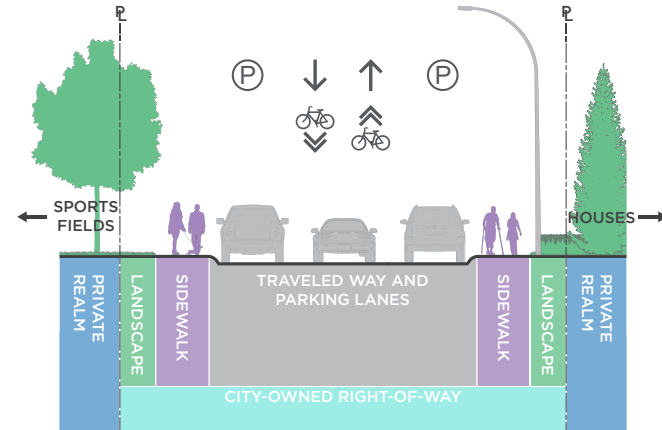 PL
PL
P
P
SPORTS
FIELDS
HOUSES
PRIVATE
REALM
LANDSCAPE
SIDEWALK
TRAVELED WAY AND
PARKING LANES
SIDEWALK
LANDSCAPE
PRIVATE
REALM
CITY-OWNED RIGHT-OF-WAY